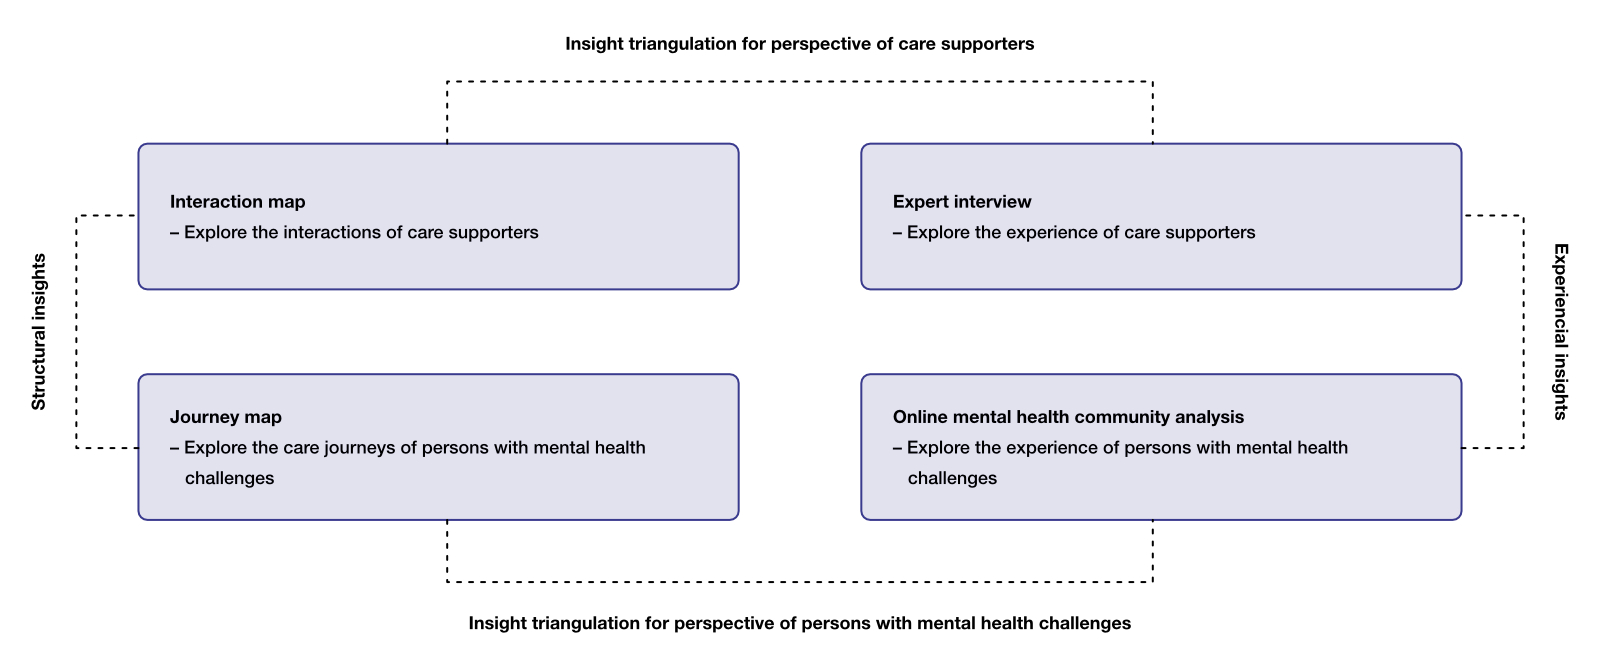 Insight triangulation for perspective of care supporters
Interaction map
– Explore the interactions of care supporters
Expert interview
– Explore the experience of care supporters
Structural insights
Experiencial insights
Journey map
– Explore the care journeys of persons with mental health
challenges
Online mental health community analysis
– Explore the experience of persons with mental health
challenges
Insight triangulation for perspective of persons with mental health challenges